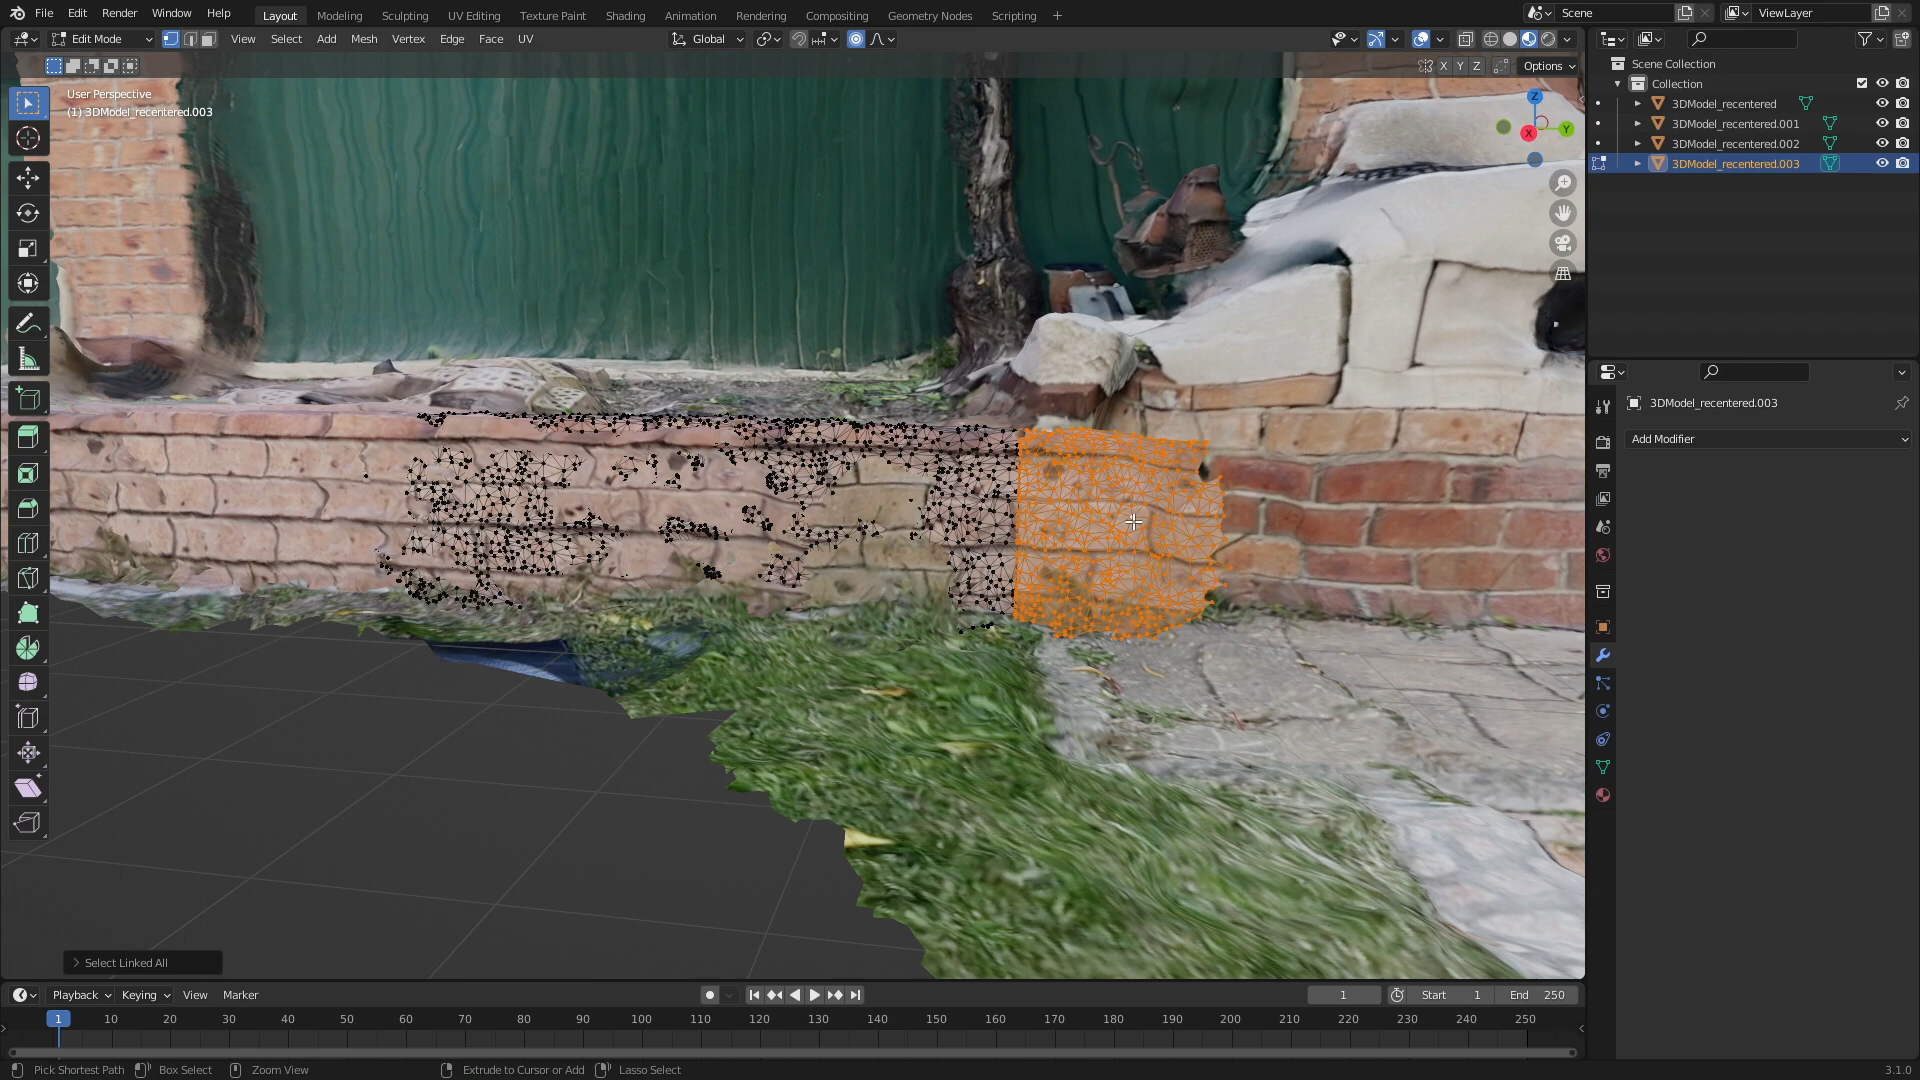 File Edit Render Window Help Layout Modeling Sculpting UV Editing Texture Paint Shading Animation Rendering Compositing Geometry Nodes Scripting + Scene ViewLayer
Edit Mode View Select Add Mesh Vertex Edge Face UV Global
X Y Z Options
User Perspective
(1) 3DModel_recentered.003
Z
X
Y
Scene Collection
Collection
3DModel_recentered
3DModel_recentered.001
3DModel_recentered.002
3DModel_recentered.003
3DModel_recentered.003
Add Modifier
> Select Linked All
Playback Keying View Marker 1 Start 1 End 250
1 10 20 30 40 50 60 70 80 90 100 110 120 130 140 150 160 170 180 190 200 210 220 230 240 250
Pick Shortest Path Box Select Zoom View Extrude to Cursor or Add Lasso Select 3.1.0